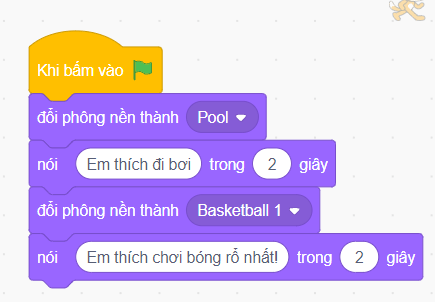 Khi bấm vào
đổi phông nền thành Pool
nói Em thích đi bơi trong 2 giây
đổi phông nền thành Basketball 1
nói Em thích chơi bóng rổ nhất! trong 2 giây